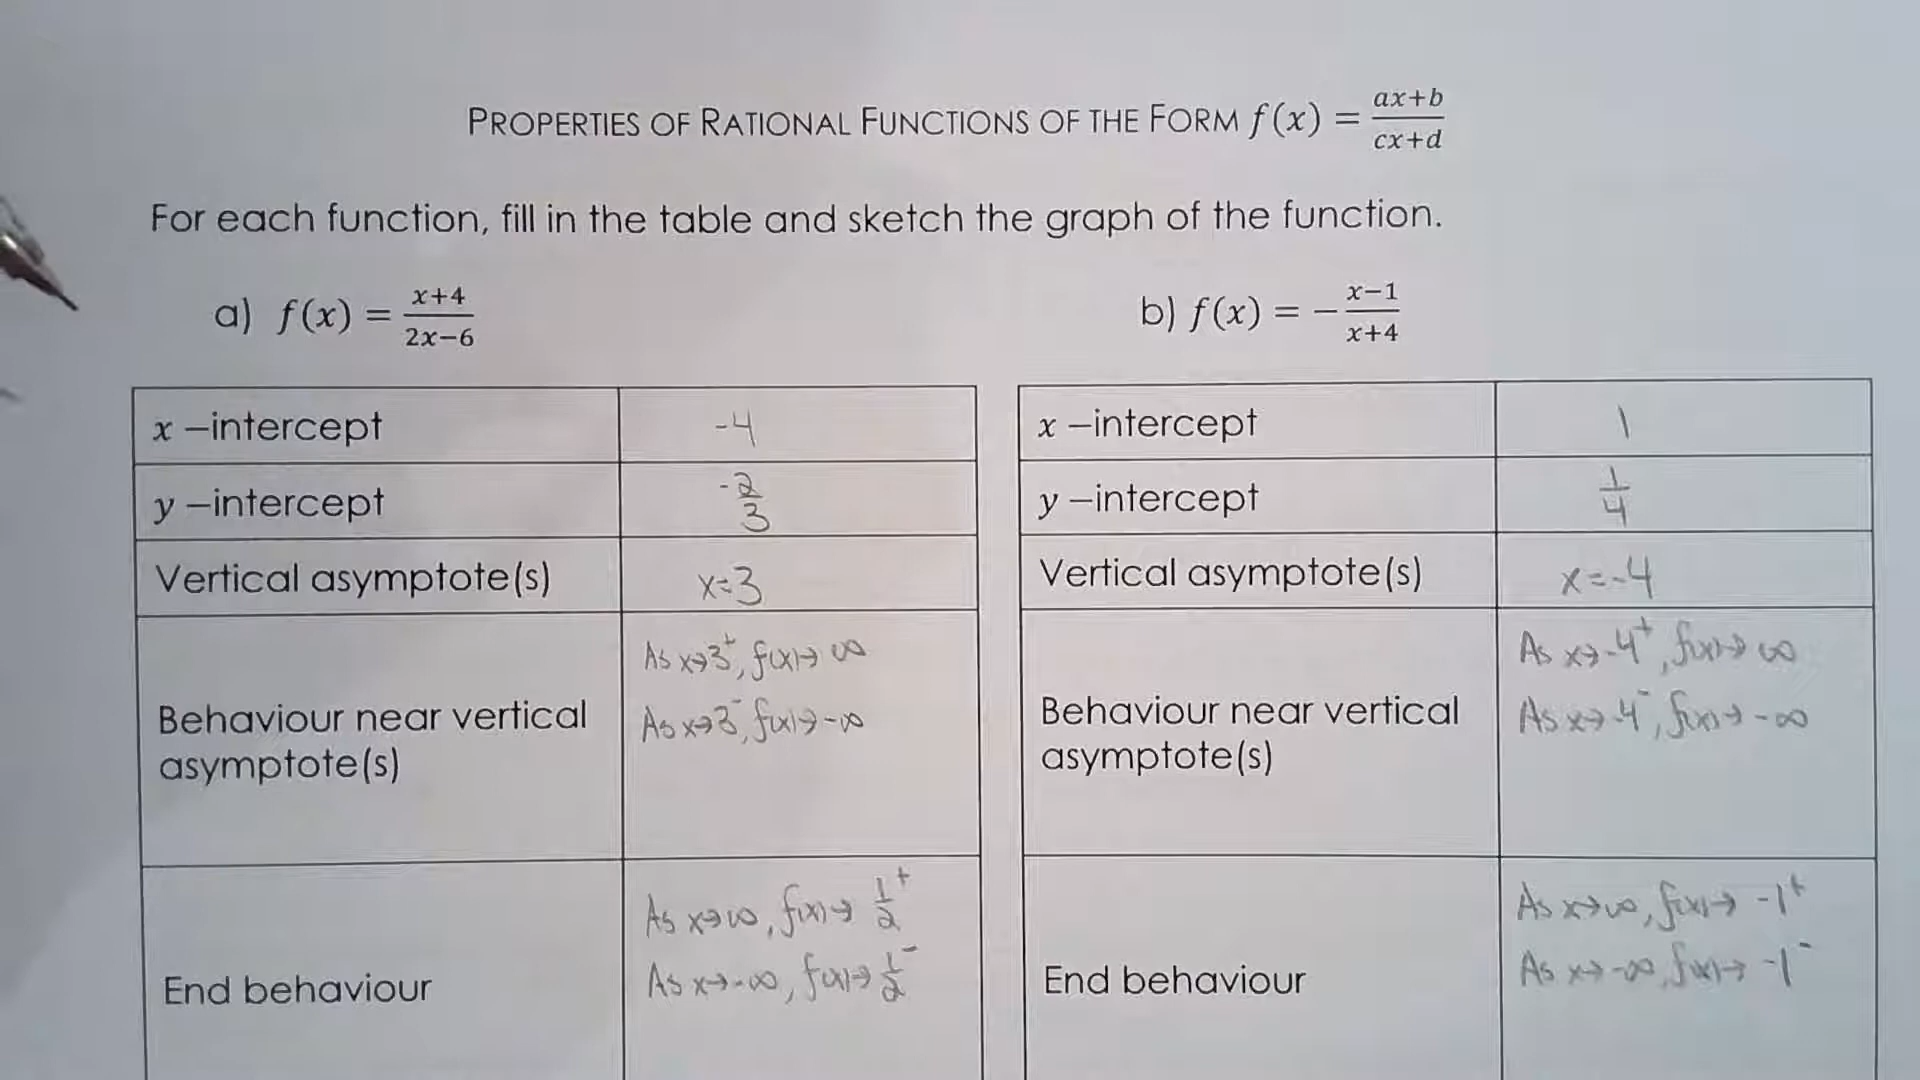 PROPERTIES OF RATIONAL FUNCTIONS OF THE FORM f(x) = (ax+b)/(cx+d)
For each function, fill in the table and sketch the graph of the function.
a) f(x) = (x+4)/(2x−6)
x −intercept -4
y −intercept -2/3
Vertical asymptote(s) x=3
Behaviour near vertical asymptote(s)
As x→3⁺, f(x)→ ∞
As x→3⁻, f(x)→ -∞
End behaviour
As x→∞, f(x)→ 1/2⁺
As x→-∞, f(x)→ 1/2⁻
b) f(x) = −(x−1)/(x+4)
x −intercept 1
y −intercept 1/4
Vertical asymptote(s) x=-4
Behaviour near vertical asymptote(s)
As x→-4⁺, f(x)→ ∞
As x→-4⁻, f(x)→ -∞
End behaviour
As x→∞, f(x)→ -1⁺
As x→-∞, f(x)→ -1⁻